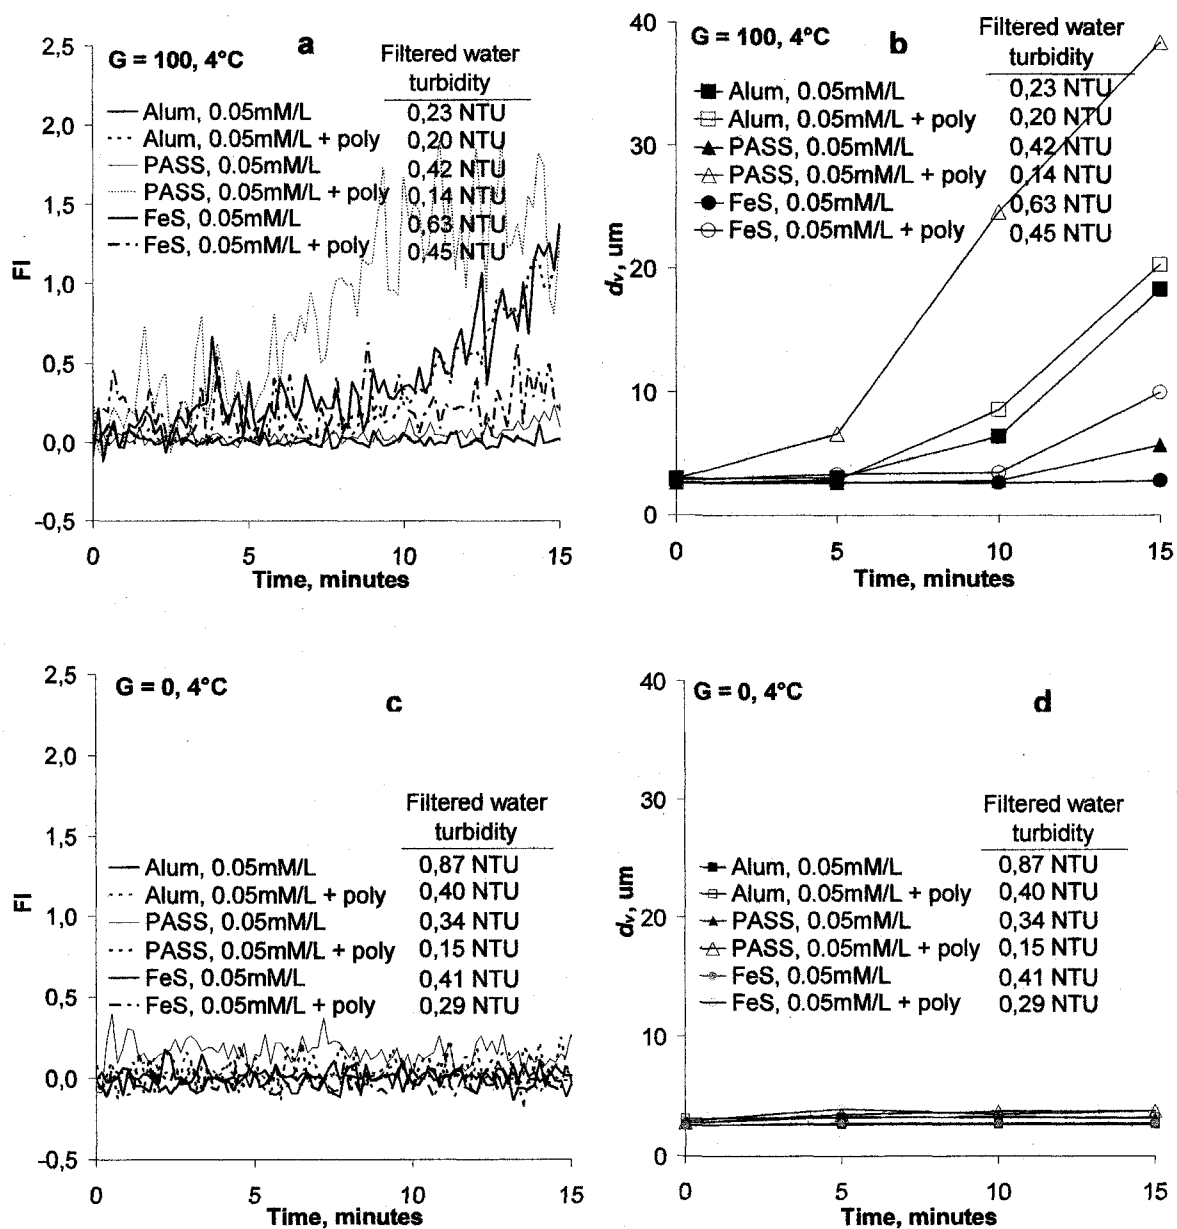 a
G = 100, 4°C
Filtered water
turbidity
Alum, 0.05mM/L 0,23 NTU
Alum, 0.05mM/L + poly 0,20 NTU
PASS, 0.05mM/L 0,42 NTU
PASS, 0.05mM/L + poly 0,14 NTU
FeS, 0.05mM/L 0,63 NTU
FeS, 0.05mM/L + poly 0,45 NTU
2,5
2,0
1,5
1,0
0,5
0,0
-0,5
FI
0 5 10 15
Time, minutes
b
G = 100, 4°C
Filtered water
turbidity
Alum, 0.05mM/L 0,23 NTU
Alum, 0.05mM/L + poly 0,20 NTU
PASS, 0.05mM/L 0,42 NTU
PASS, 0.05mM/L + poly 0,14 NTU
FeS, 0.05mM/L 0,63 NTU
FeS, 0.05mM/L + poly 0,45 NTU
40
30
20
10
0
dv, um
0 5 10 15
Time, minutes
c
G = 0, 4°C
Filtered water
turbidity
Alum, 0.05mM/L 0,87 NTU
Alum, 0.05mM/L + poly 0,40 NTU
PASS, 0.05mM/L 0,34 NTU
PASS, 0.05mM/L + poly 0,15 NTU
FeS, 0.05mM/L 0,41 NTU
FeS, 0.05mM/L + poly 0,29 NTU
2,5
2,0
1,5
1,0
0,5
0,0
-0,5
FI
0 5 10 15
Time, minutes
d
G = 0, 4°C
Filtered water
turbidity
Alum, 0.05mM/L 0,87 NTU
Alum, 0.05mM/L + poly 0,40 NTU
PASS, 0.05mM/L 0,34 NTU
PASS, 0.05mM/L + poly 0,15 NTU
FeS, 0.05mM/L 0,41 NTU
FeS, 0.05mM/L + poly 0,29 NTU
40
30
20
10
0
dv, um
0 5 10 15
Time, minutes